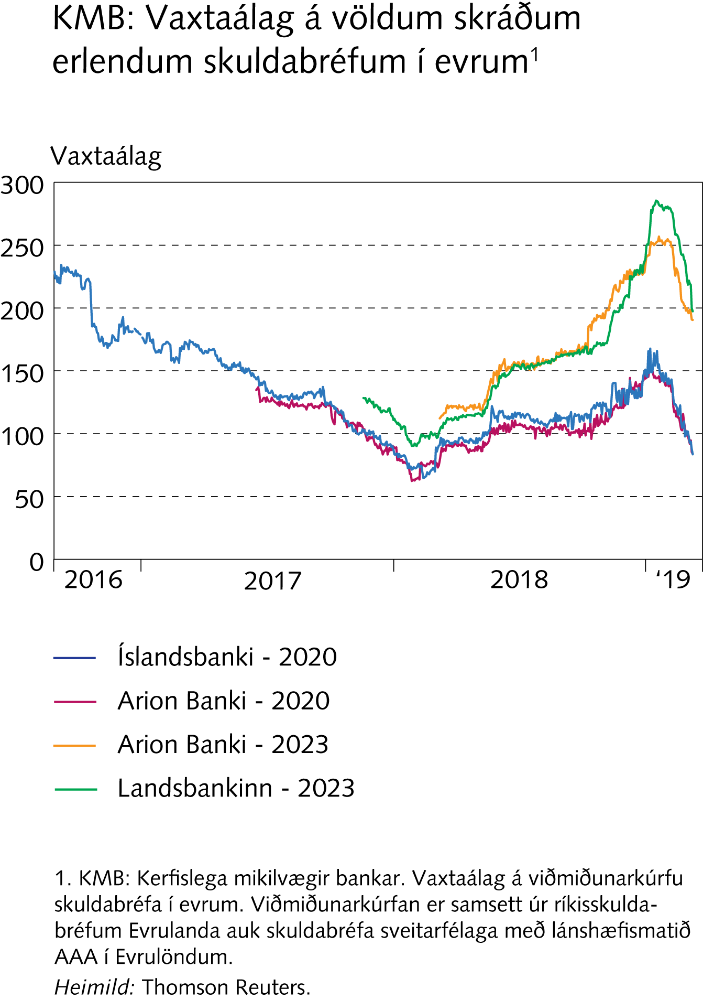 KMB: Vaxtaálag á völdum skráðum
erlendum skuldabréfum í evrum¹
Vaxtaálag
300
250
200
150
100
50
0
2016 2017 2018 ‘19
Íslandsbanki - 2020
Arion Banki - 2020
Arion Banki - 2023
Landsbankinn - 2023
1. KMB: Kerfislega mikilvægir bankar. Vaxtaálag á viðmiðunarkúrfu
skuldabréfa í evrum. Viðmiðunarkúrfan er samsett úr ríkisskulda-
bréfum Evrulanda auk skuldabréfa sveitarfélaga með lánshæfismatið
AAA í Evrulöndum.
Heimild: Thomson Reuters.